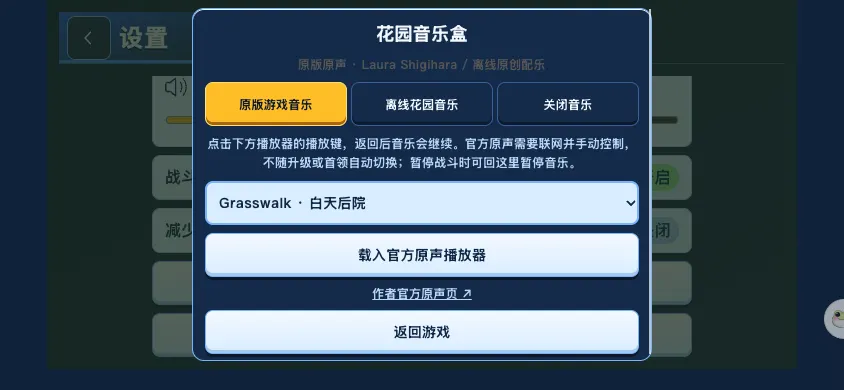 设置
花园音乐盒
原版原声 · Laura Shigihara / 离线原创配乐
原版游戏音乐
离线花园音乐
关闭音乐
点击下方播放器的播放键，返回后音乐会继续。官方原声需要联网并手动控制，
不随升级或首领自动切换；暂停战斗时可回这里暂停音乐。
战斗
启
Grasswalk · 白天后院
减少
闭
载入官方原声播放器
作者官方原声页 ↗
返回游戏